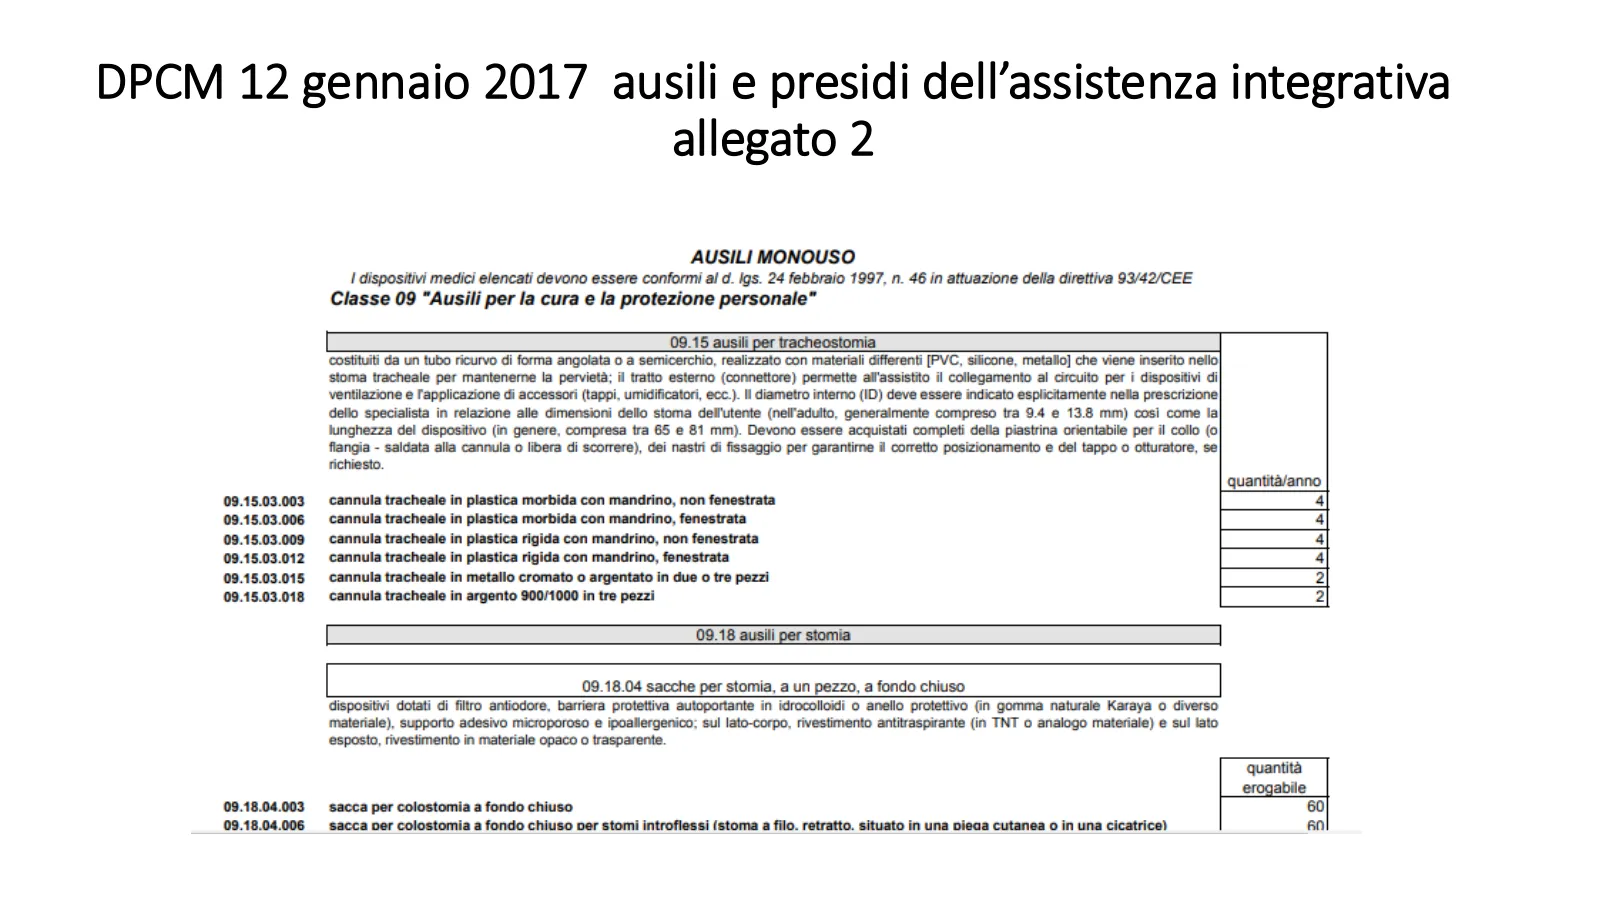 DPCM 12 gennaio 2017  ausili e presidi dell'assistenza integrativa
allegato 2
AUSILI MONOUSO
I dispositivi medici elencati devono essere conformi al d. lgs. 24 febbraio 1997, n. 46 in attuazione della direttiva 93/42/CEE
Classe 09 "Ausili per la cura e la protezione personale"
09.15 ausili per tracheostomia
costituiti da un tubo ricurvo di forma angolata o a semicerchio, realizzato con materiali differenti [PVC, silicone, metallo] che viene inserito nello
stoma tracheale per mantenerne la pervietà; il tratto esterno (connettore) permette all'assistito il collegamento al circuito per i dispositivi di
ventilazione e l'applicazione di accessori (tappi, umidificatori, ecc.). Il diametro interno (ID) deve essere indicato esplicitamente nella prescrizione
dello specialista in relazione alle dimensioni dello stoma dell'utente (nell'adulto, generalmente compreso tra 9.4 e 13.8 mm) così come la
lunghezza del dispositivo (in genere, compresa tra 65 e 81 mm). Devono essere acquistati completi della piastrina orientabile per il collo (o
flangia - saldata alla cannula o libera di scorrere), dei nastri di fissaggio per garantirne il corretto posizionamento e del tappo o otturatore, se
richiesto.
quantità/anno
09.15.03.003 cannula tracheale in plastica morbida con mandrino, non fenestrata 4
09.15.03.006 cannula tracheale in plastica morbida con mandrino, fenestrata 4
09.15.03.009 cannula tracheale in plastica rigida con mandrino, non fenestrata 4
09.15.03.012 cannula tracheale in plastica rigida con mandrino, fenestrata 4
09.15.03.015 cannula tracheale in metallo cromato o argentato in due o tre pezzi 2
09.15.03.018 cannula tracheale in argento 900/1000 in tre pezzi 2
09.18 ausili per stomia
09.18.04 sacche per stomia, a un pezzo, a fondo chiuso
dispositivi dotati di filtro antiodore, barriera protettiva autoportante in idrocolloidi o anello protettivo (in gomma naturale Karaya o diverso
materiale), supporto adesivo microporoso e ipoallergenico; sul lato-corpo, rivestimento antitraspirante (in TNT o analogo materiale) e sul lato
esposto, rivestimento in materiale opaco o trasparente.
quantità
erogabile
09.18.04.003 sacca per colostomia a fondo chiuso 60
09.18.04.006 sacca per colostomia a fondo chiuso per stomi introflessi (stoma a filo, retratto, situato in una piega cutanea o in una cicatrice) 60